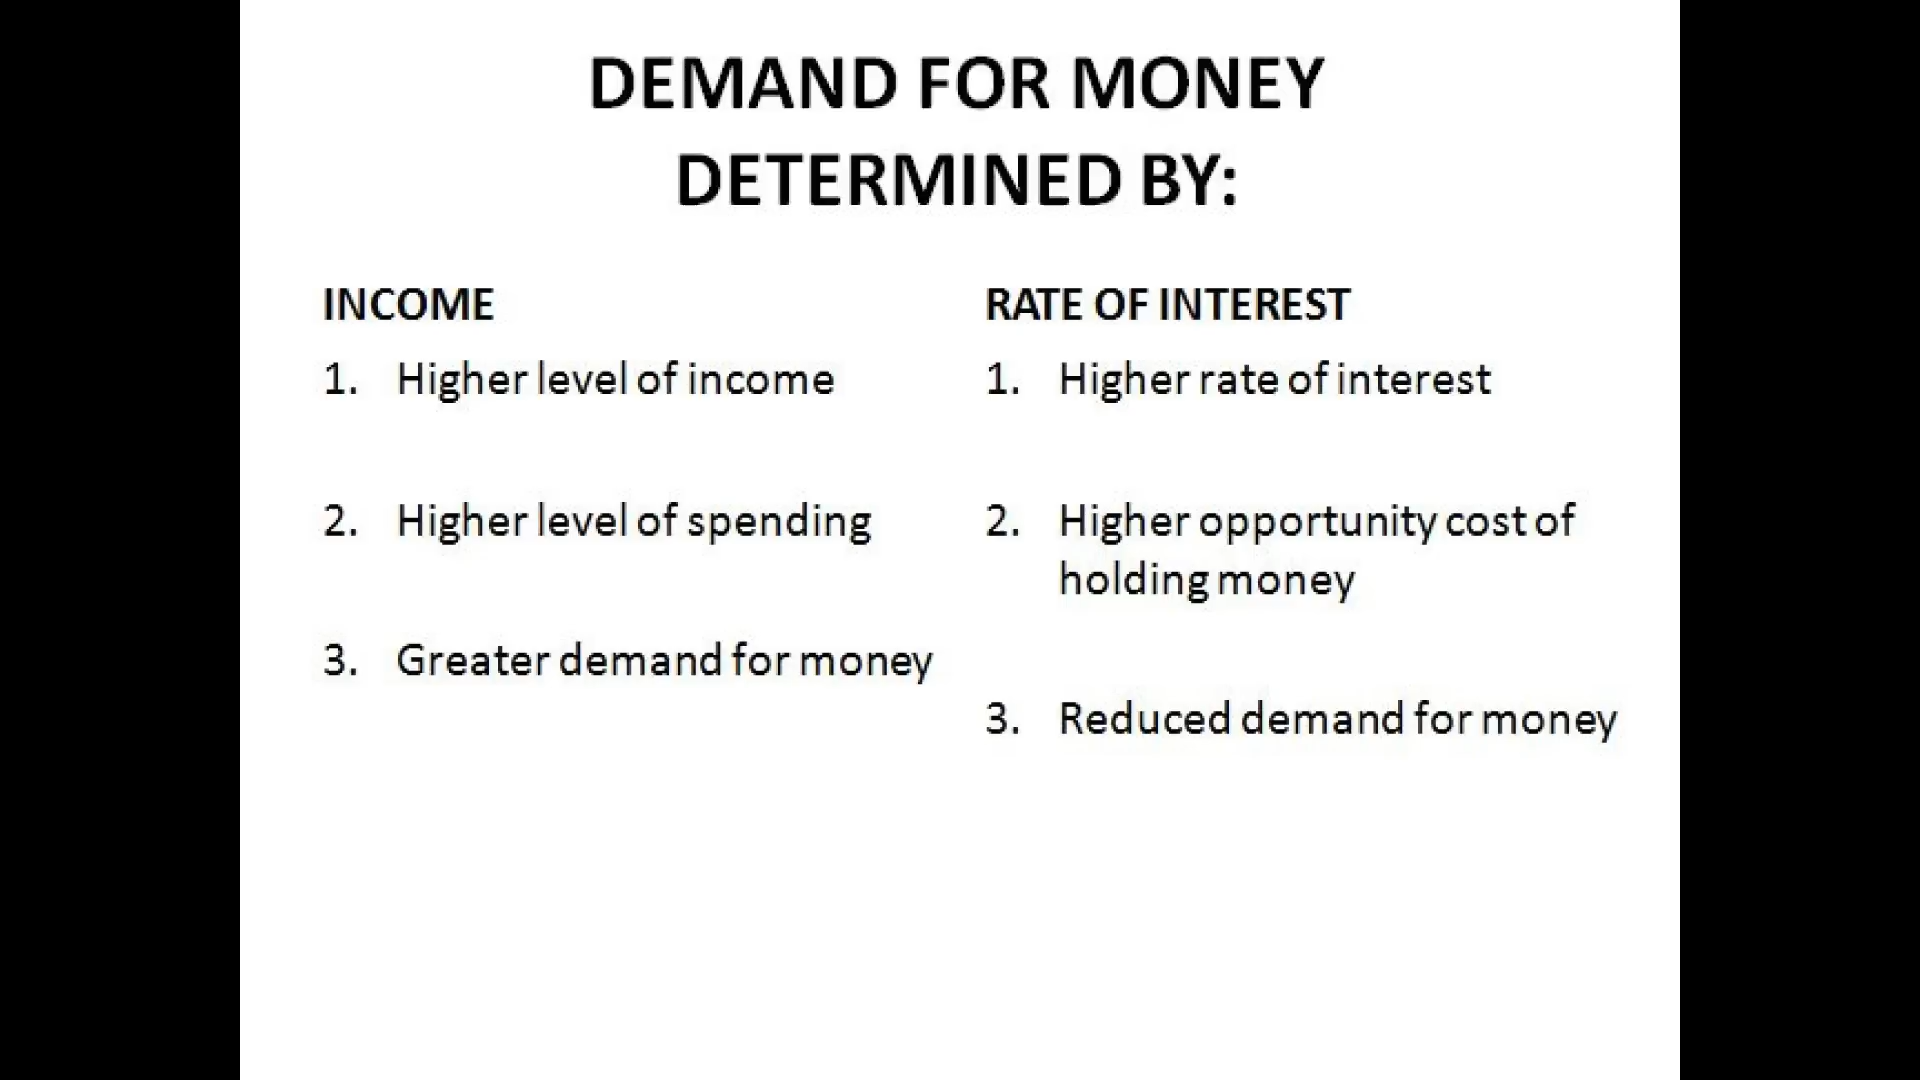 DEMAND FOR MONEY
DETERMINED BY:
INCOME
1. Higher level of income
2. Higher level of spending
3. Greater demand for money
RATE OF INTEREST
1. Higher rate of interest
2. Higher opportunity cost of
holding money
3. Reduced demand for money